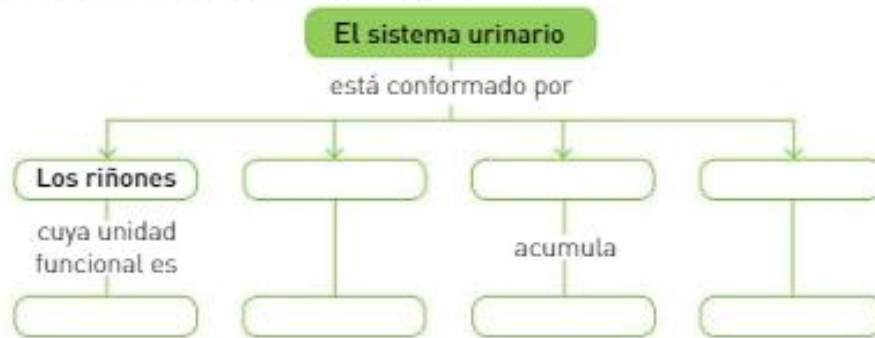 El sistema urinario
está conformado por
Los riñones
cuya unidad
funcional es
acumula